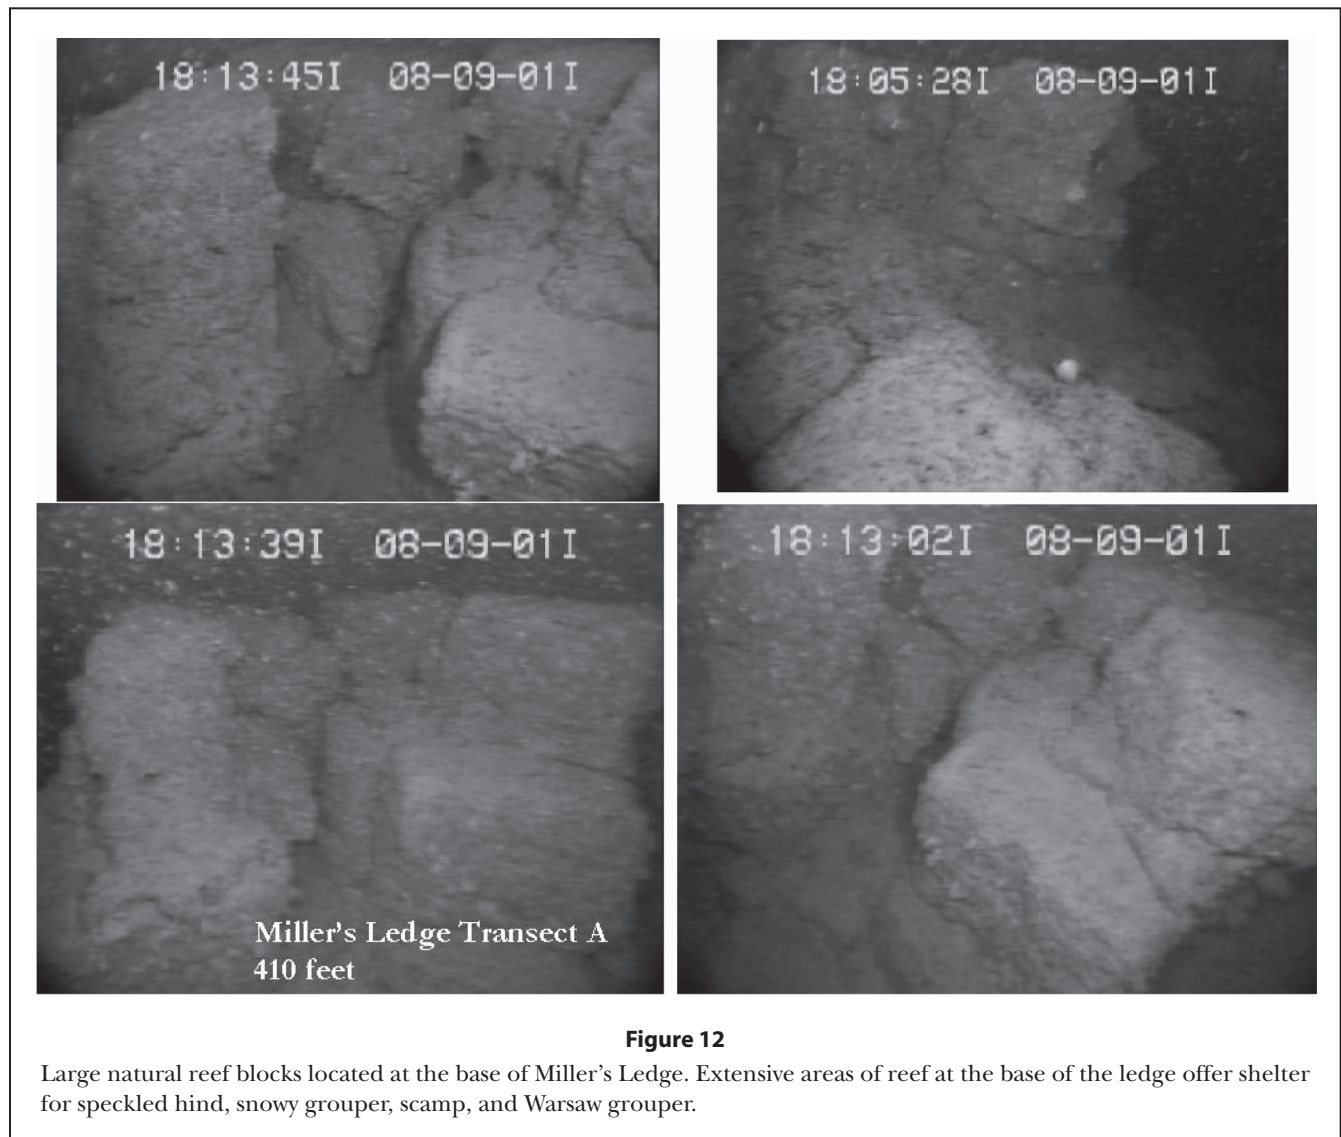 18:13:45I 08-09-01I
18:05:28I 08-09-01I
18:13:39I 08-09-01I
Miller's Ledge Transect A
410 feet
18:13:02I 08-09-01I
Figure 12
Large natural reef blocks located at the base of Miller's Ledge. Extensive areas of reef at the base of the ledge offer shelter
for speckled hind, snowy grouper, scamp, and Warsaw grouper.